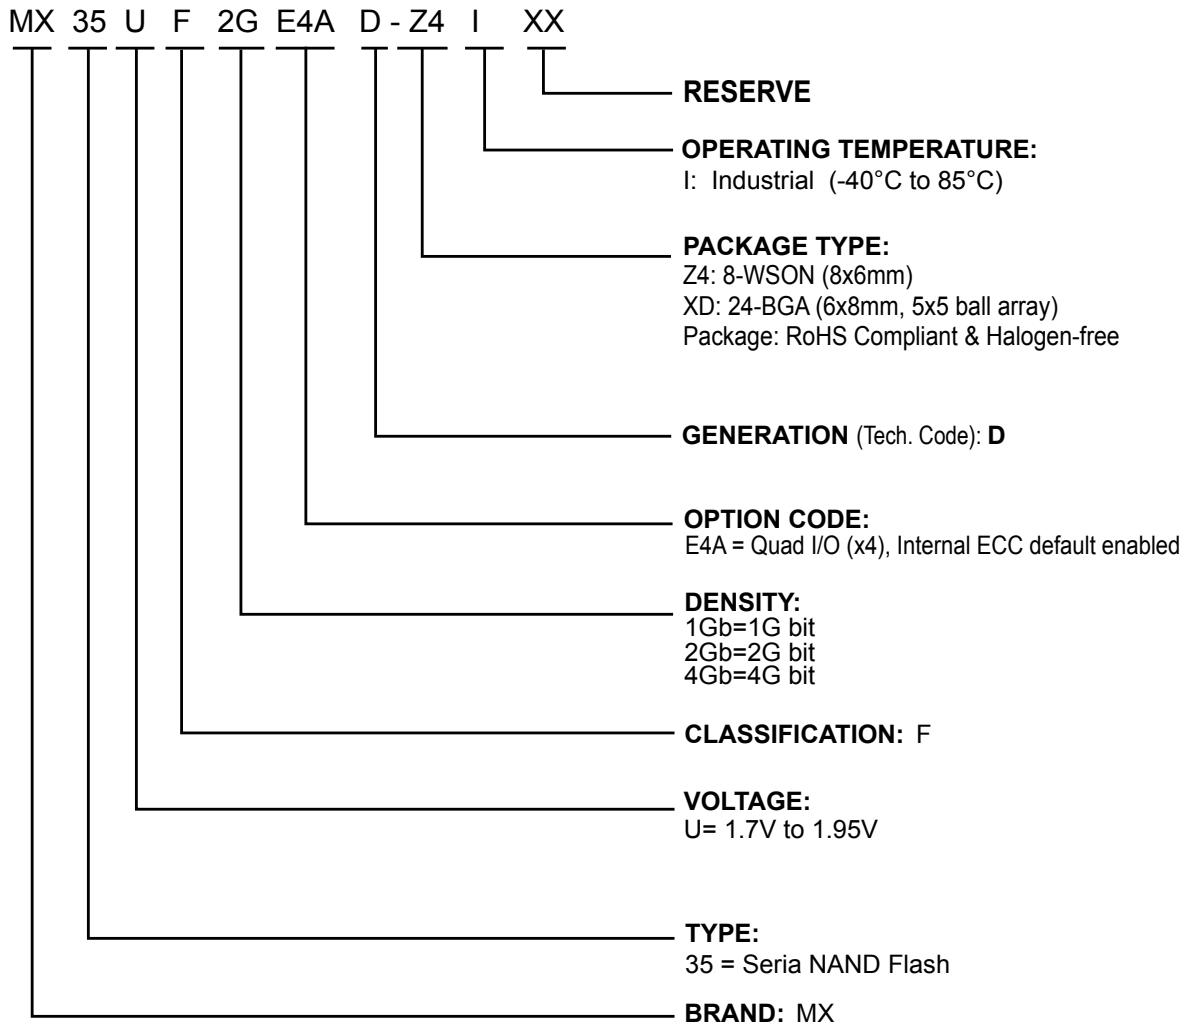 MX 35 U F 2G E4A D - Z4 I XX
RESERVE
OPERATING TEMPERATURE:
I: Industrial (-40°C to 85°C)
PACKAGE TYPE:
Z4: 8-WSON (8x6mm)
XD: 24-BGA (6x8mm, 5x5 ball array)
Package: RoHS Compliant & Halogen-free
GENERATION (Tech. Code): D
OPTION CODE:
E4A = Quad I/O (x4), Internal ECC default enabled
DENSITY:
1Gb=1G bit
2Gb=2G bit
4Gb=4G bit
CLASSIFICATION: F
VOLTAGE:
U= 1.7V to 1.95V
TYPE:
35 = Seria NAND Flash
BRAND: MX